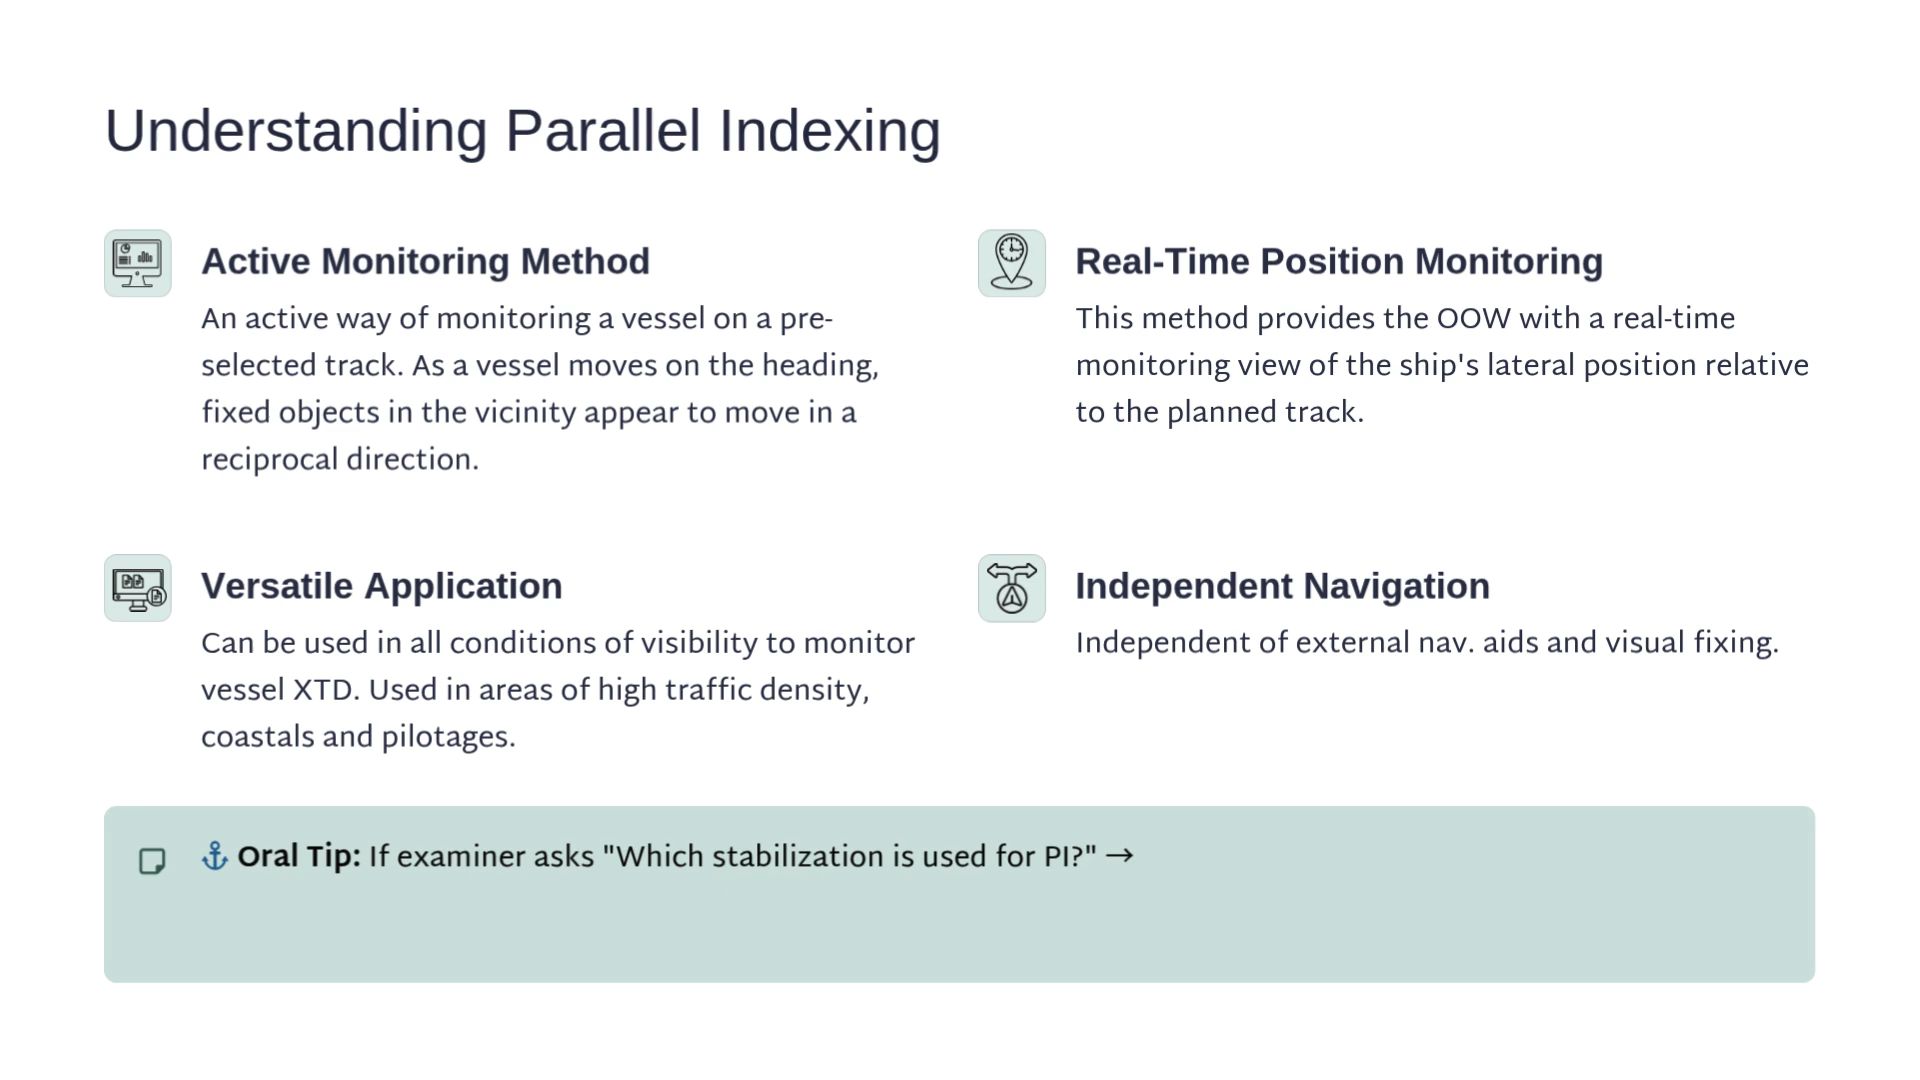 Understanding Parallel Indexing
Active Monitoring Method
An active way of monitoring a vessel on a pre-
selected track. As a vessel moves on the heading,
fixed objects in the vicinity appear to move in a
reciprocal direction.
Real-Time Position Monitoring
This method provides the OOW with a real-time
monitoring view of the ship's lateral position relative
to the planned track.
Versatile Application
Can be used in all conditions of visibility to monitor
vessel XTD. Used in areas of high traffic density,
coastals and pilotages.
Independent Navigation
Independent of external nav. aids and visual fixing.
⚓ Oral Tip: If examiner asks "Which stabilization is used for PI?" →